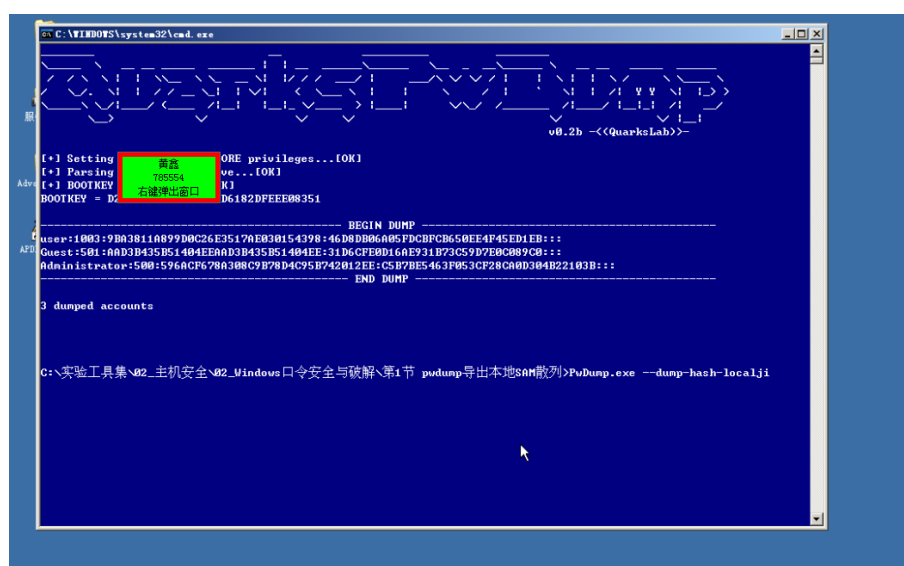 C:\WINDOWS\system32\cmd.exe
v0.2b -<(QuarksLab)>-
[+] Setting ORE privileges...[OK]
[+] Parsing ve...[OK]
[+] BOOTKEY K]
BOOTKEY = D2 D6182DFEEE08351
黄鑫
785554
右键弹出窗口
BEGIN DUMP
user:1003:9BA3811A899D0C26E3517AE030154398:46D8DB06A05FDCBFCB650EE4F45ED1EB:::
Guest:501:AAD3B435B51404EEAAD3B435B51404EE:31D6CFE0D16AE931B73C59D7E0C089C0:::
Administrator:500:596ACF678A308C9B78D4C95B742012EE:C5B7BE5463F053CF28CA0D304B22103B:::
END DUMP
3 dumped accounts
C:\实验工具集\02_主机安全\02_Windows口令安全与破解\第1节 pwdump导出本地SAM散列>PwDump.exe --dump-hash-localji
服
Adve
APD